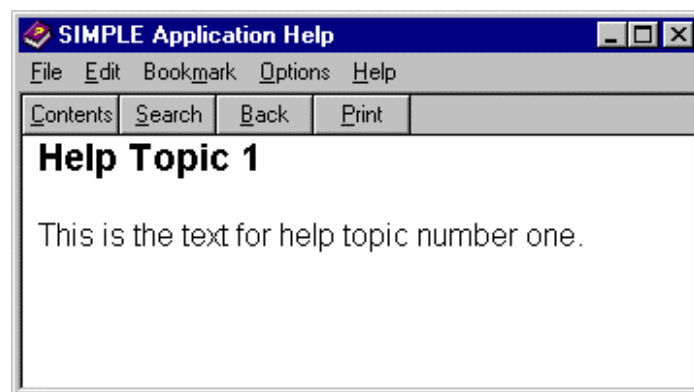 SIMPLE Application Help
File Edit Bookmark Options Help
Contents Search Back Print
Help Topic 1
This is the text for help topic number one.